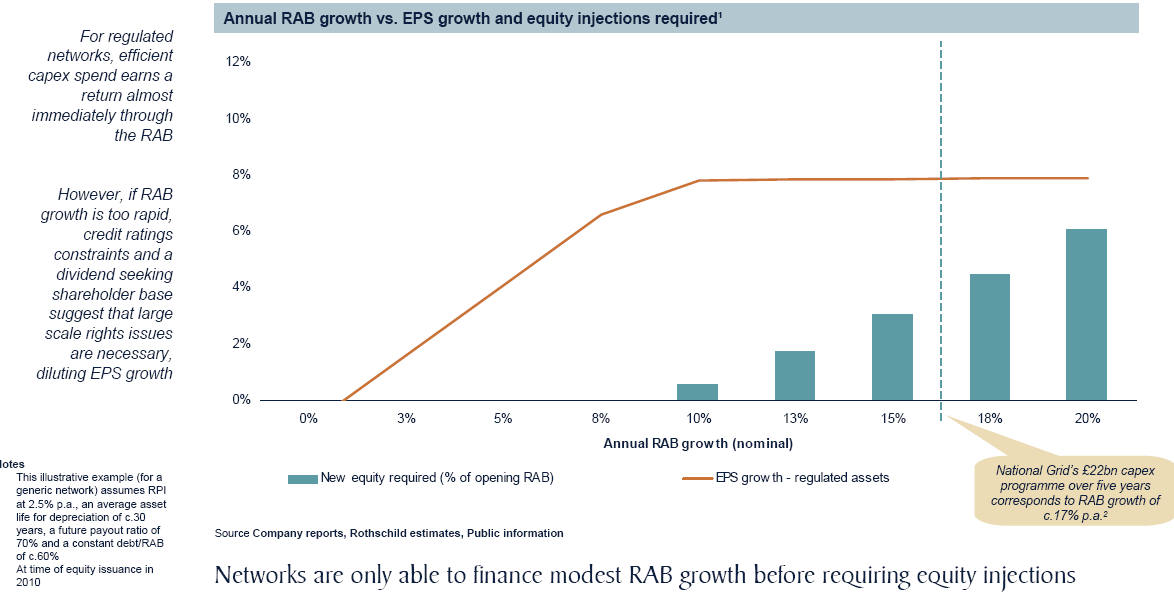 Annual RAB growth vs. EPS growth and equity injections required¹
For regulated
networks, efficient
capex spend earns a
return almost
immediately through
the RAB
However, if RAB
growth is too rapid,
credit ratings
constraints and a
dividend seeking
shareholder base
suggest that large
scale rights issues
are necessary,
diluting EPS growth
12%
10%
8%
6%
4%
2%
0%
0% 3% 5% 8% 10% 13% 15% 18% 20%
Annual RAB growth (nominal)
New equity required (% of opening RAB) EPS growth - regulated assets
National Grid's £22bn capex
programme over five years
corresponds to RAB growth of
c.17% p.a.²
lotes
This illustrative example (for a
generic network) assumes RPI
at 2.5% p.a., an average asset
life for depreciation of c.30
years, a future payout ratio of
70% and a constant debt/RAB
of c.60%
At time of equity issuance in
2010
Source Company reports, Rothschild estimates, Public information
Networks are only able to finance modest RAB growth before requiring equity injections